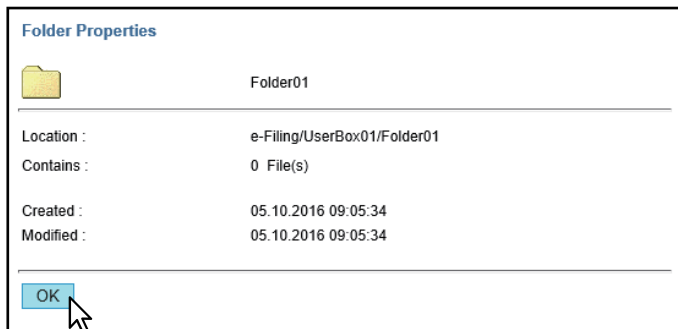 Folder Properties
Folder01
Location : e-Filing/UserBox01/Folder01
Contains : 0 File(s)
Created : 05.10.2016 09:05:34
Modified : 05.10.2016 09:05:34
OK